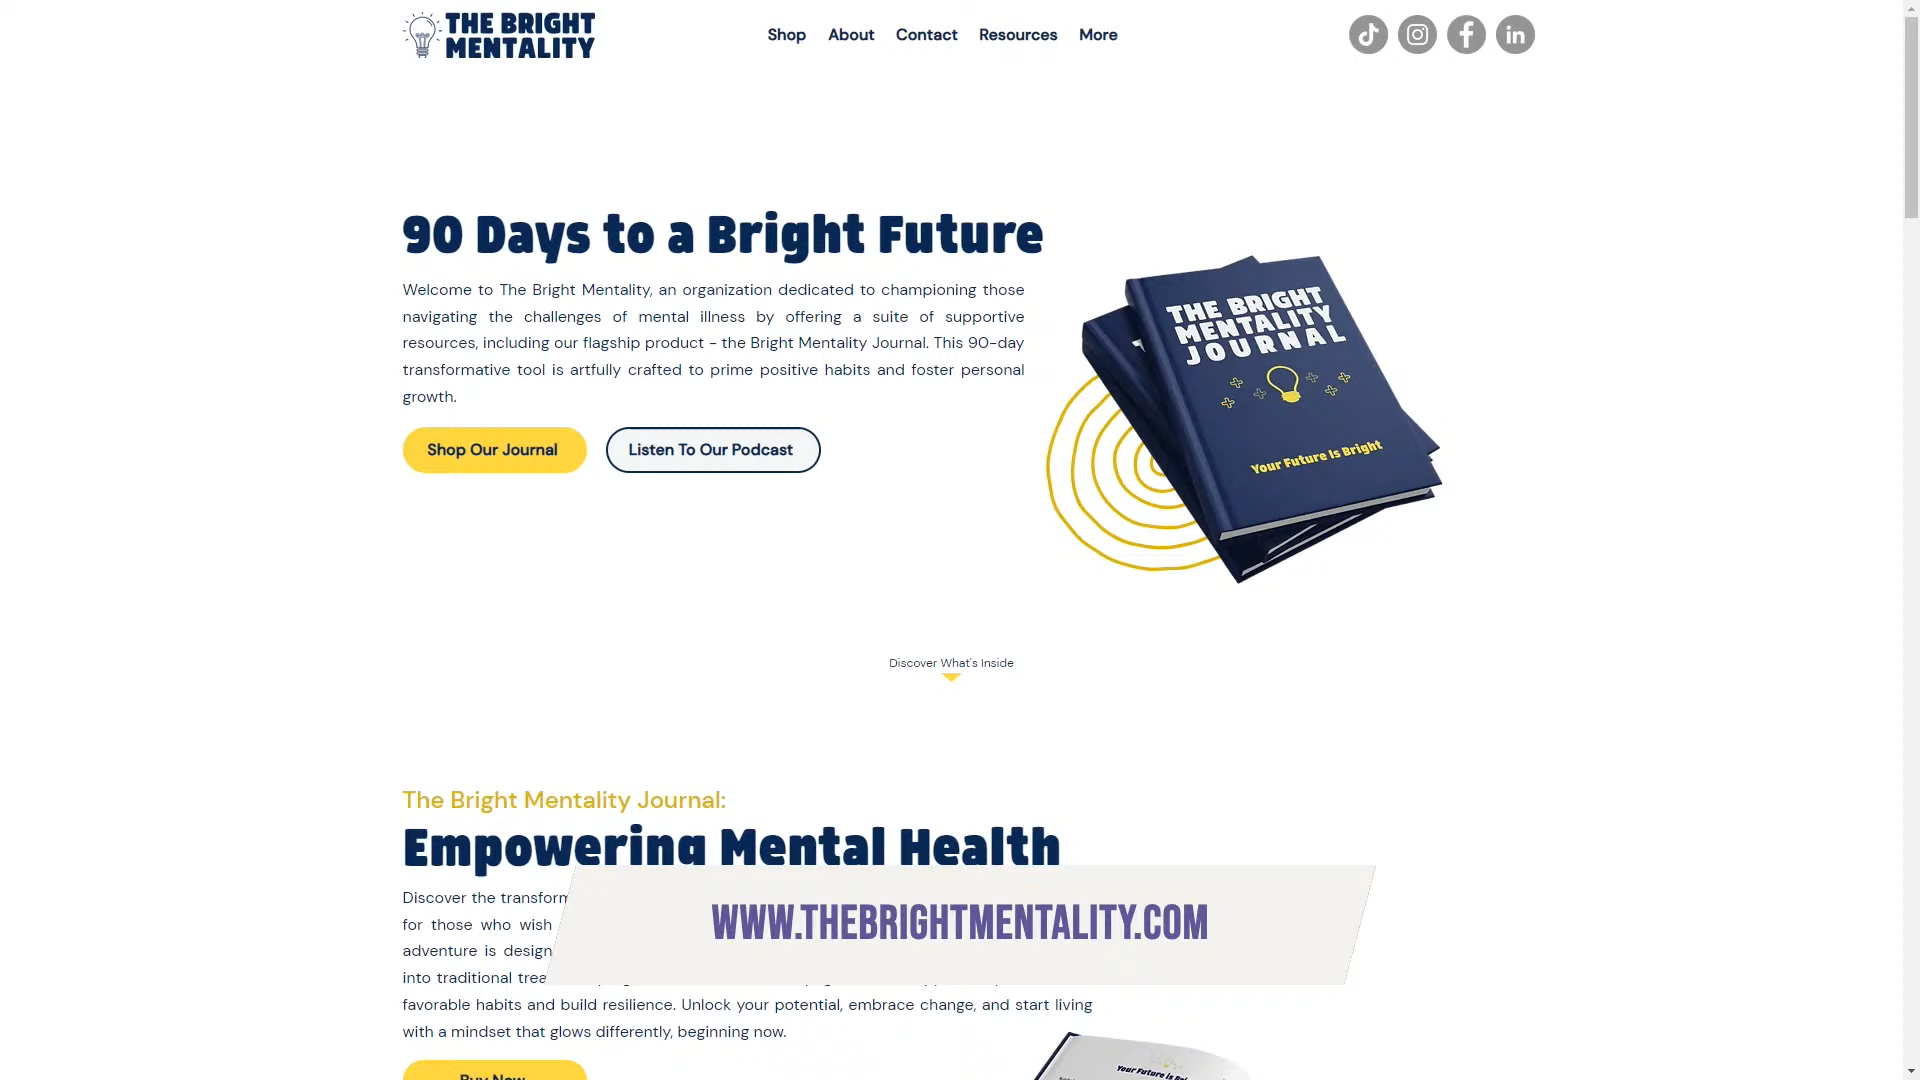 THE BRIGHT
MENTALITY
Shop
About
Contact
Resources
More
90 Days to a Bright Future
Welcome to The Bright Mentality, an organization dedicated to championing those
navigating the challenges of mental illness by offering a suite of supportive
resources, including our flagship product - the Bright Mentality Journal. This 90-day
transformative tool is artfully crafted to prime positive habits and foster personal
growth.
Shop Our Journal
Listen To Our Podcast
THE BRIGHT
MENTALITY
JOURNAL
Your Future Is Bright
Discover What's Inside
The Bright Mentality Journal:
Empowering Mental Health
Discover the
for those who wish
adventure is
into traditional
WWW.THEBRIGHTMENTALITY.COM
favorable habits and build resilience. Unlock your potential, embrace change, and start living
with a mindset that glows differently, beginning now.
Buy Now
Your Future is